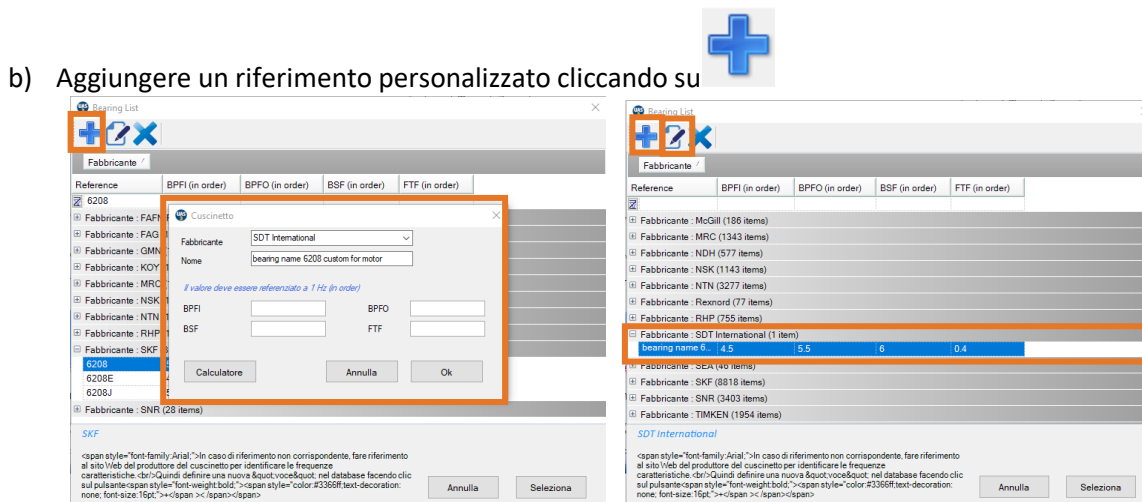 b) Aggiungere un riferimento personalizzato cliccando su
Bearing List
Fabbricante
Reference BPFI (in order) BPFO (in order) BSF (in order) FTF (in order)
6208
Fabbricante : FAFN
Fabbricante : FAG
Fabbricante : GMN
Fabbricante : KOY
Fabbricante : MRC
Fabbricante : NSK
Fabbricante : NTN
Fabbricante : RHP
Fabbricante : SKF
6208
6208E
6208J
Fabbricante : SNR (28 items)
Cuscinetto
Fabbricante SDT International
Nome bearing name 6208 custom for motor
Il valore deve essere referenziato a 1 Hz (in order)
BPFI BPFO
BSF FTF
Calcolatore Annulla Ok
SKF
<span style="font-family:Arial;">In caso di riferimento non corrispondente, fare riferimento
al sito Web del produttore del cuscinetto per identificare le frequenze
caratteristiche.<br/>Quindi definire una nuova &quot;voce&quot; nel database facendo clic
sul pulsante<span style="font-weight:bold;"><span style="color:#3366ff;text-decoration:
none; font-size:16pt;">+</span ></span></span>
Annulla Seleziona
Bearing List
Fabbricante
Reference BPFI (in order) BPFO (in order) BSF (in order) FTF (in order)
Fabbricante : McGill (186 items)
Fabbricante : MRC (1343 items)
Fabbricante : NDH (577 items)
Fabbricante : NSK (1143 items)
Fabbricante : NTN (3277 items)
Fabbricante : Rexnord (77 items)
Fabbricante : RHP (755 items)
Fabbricante : SDT International (1 item)
bearing name 6... 4.5 5.5 6 0.4
Fabbricante : SEA (46 items)
Fabbricante : SKF (8818 items)
Fabbricante : SNR (3403 items)
Fabbricante : TIMKEN (1954 items)
SDT International
<span style="font-family:Arial;">In caso di riferimento non corrispondente, fare riferimento
al sito Web del produttore del cuscinetto per identificare le frequenze
caratteristiche.<br/>Quindi definire una nuova &quot;voce&quot; nel database facendo clic
sul pulsante<span style="font-weight:bold;"><span style="color:#3366ff;text-decoration:
none; font-size:16pt;">+</span ></span></span>
Annulla Seleziona